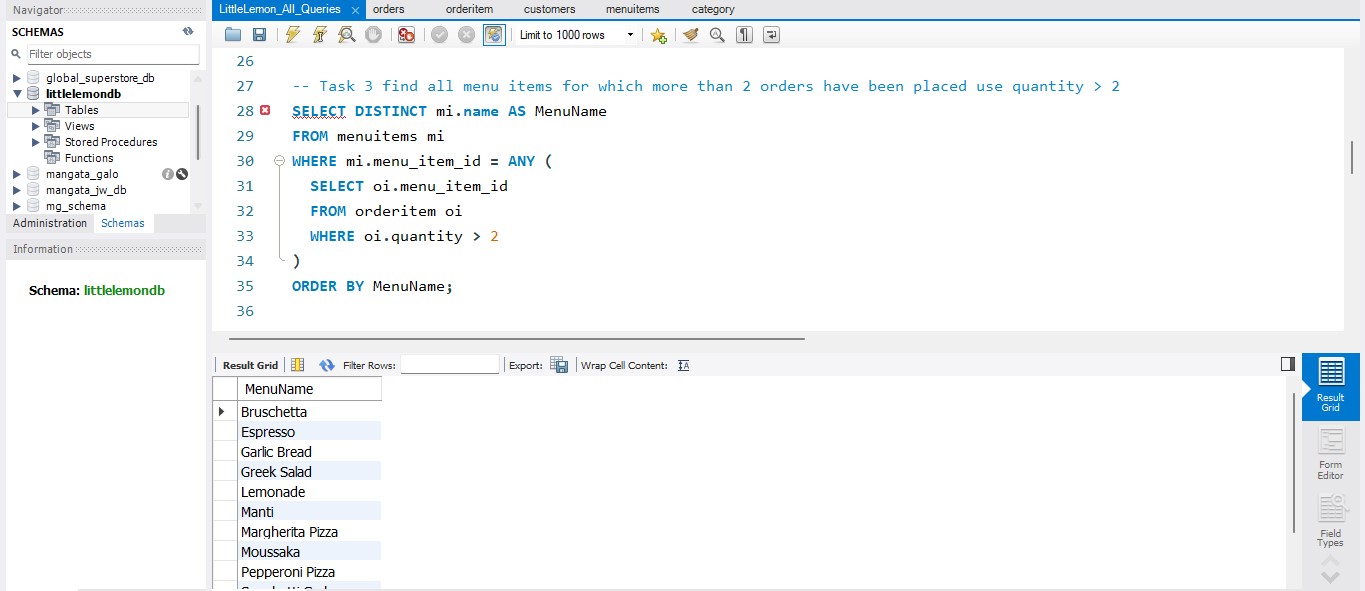 Navigator
SCHEMAS
Filter objects
global_superstore_db
littlelemondb
Tables
Views
Stored Procedures
Functions
mangata_galo
mangata_jw_db
mg_schema
Administration Schemas
Information
Schema: littlelemondb
LittleLemon_All_Queries orders orderitem customers menuitems category
Limit to 1000 rows
26
27 -- Task 3 find all menu items for which more than 2 orders have been placed use quantity > 2
28 SELECT DISTINCT mi.name AS MenuName
29 FROM menuitems mi
30 WHERE mi.menu_item_id = ANY (
31 SELECT oi.menu_item_id
32 FROM orderitem oi
33 WHERE oi.quantity > 2
34 )
35 ORDER BY MenuName;
36
Result Grid Filter Rows: Export: Wrap Cell Content:
MenuName
Bruschetta
Espresso
Garlic Bread
Greek Salad
Lemonade
Manti
Margherita Pizza
Moussaka
Pepperoni Pizza
Result
Grid
Form
Editor
Field
Types